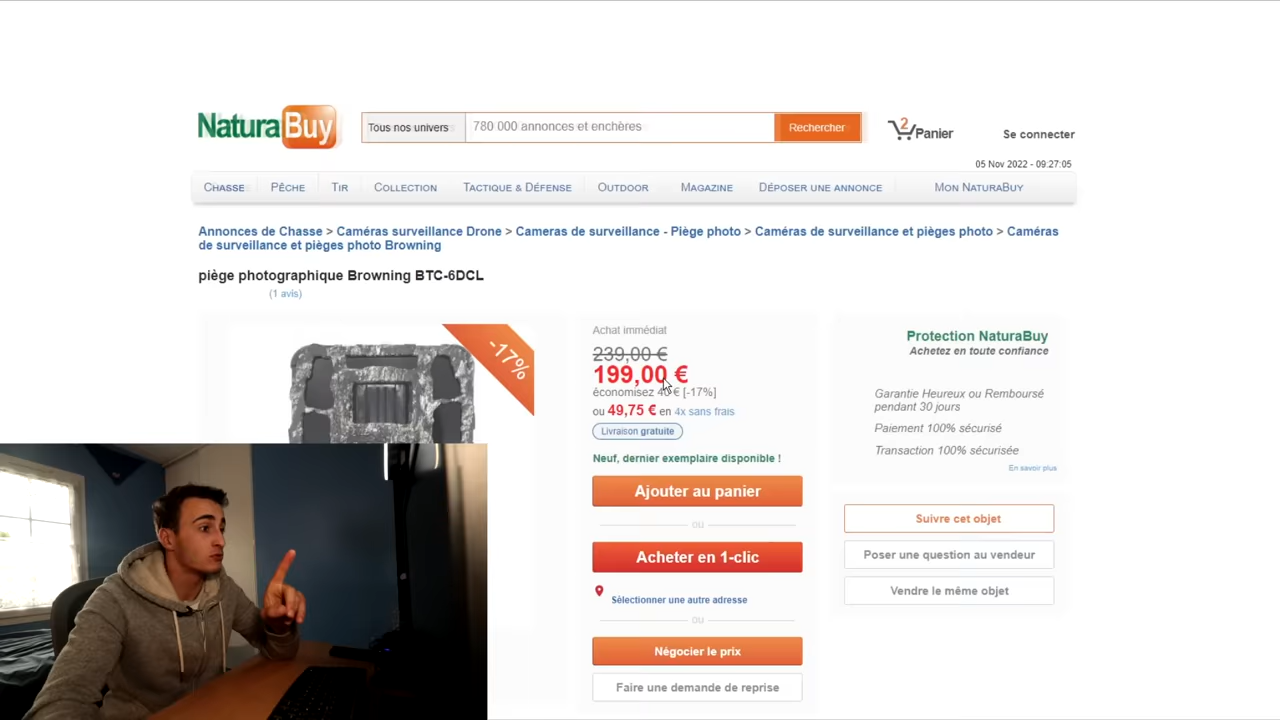 NaturaBuy
Tous nos univers
780 000 annonces et enchères
Rechercher
2
Panier
Se connecter
05 Nov 2022 - 09:27:05
CHASSE
PÊCHE
TIR
COLLECTION
TACTIQUE & DÉFENSE
OUTDOOR
MAGAZINE
DÉPOSER UNE ANNONCE
MON NATURABUY
Annonces de Chasse > Caméras surveillance Drone > Cameras de surveillance - Piège photo > Caméras de surveillance et pièges photo > Caméras
de surveillance et pièges photo Browning
piège photographique Browning BTC-6DCL
(1 avis)
-17%
Achat immédiat
239,00 €
199,00 €
économisez 40 € [-17%]
ou 49,75 € en 4x sans frais
Livraison gratuite
Neuf, dernier exemplaire disponible !
Ajouter au panier
ou
Acheter en 1-clic
Sélectionner une autre adresse
ou
Négocier le prix
Faire une demande de reprise
Protection NaturaBuy
Achetez en toute confiance
Garantie Heureux ou Remboursé
pendant 30 jours
Paiement 100% sécurisé
Transaction 100% sécurisée
En savoir plus
Suivre cet objet
Poser une question au vendeur
Vendre le même objet